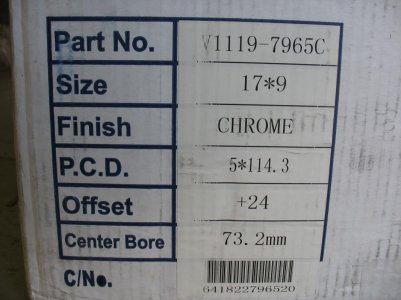 Part No. V1119-7965C
Size 17*9
Finish CHROME
P.C.D. 5*114.3
Offset +24
Center Bore 73.2mm
C/No.
641822796520